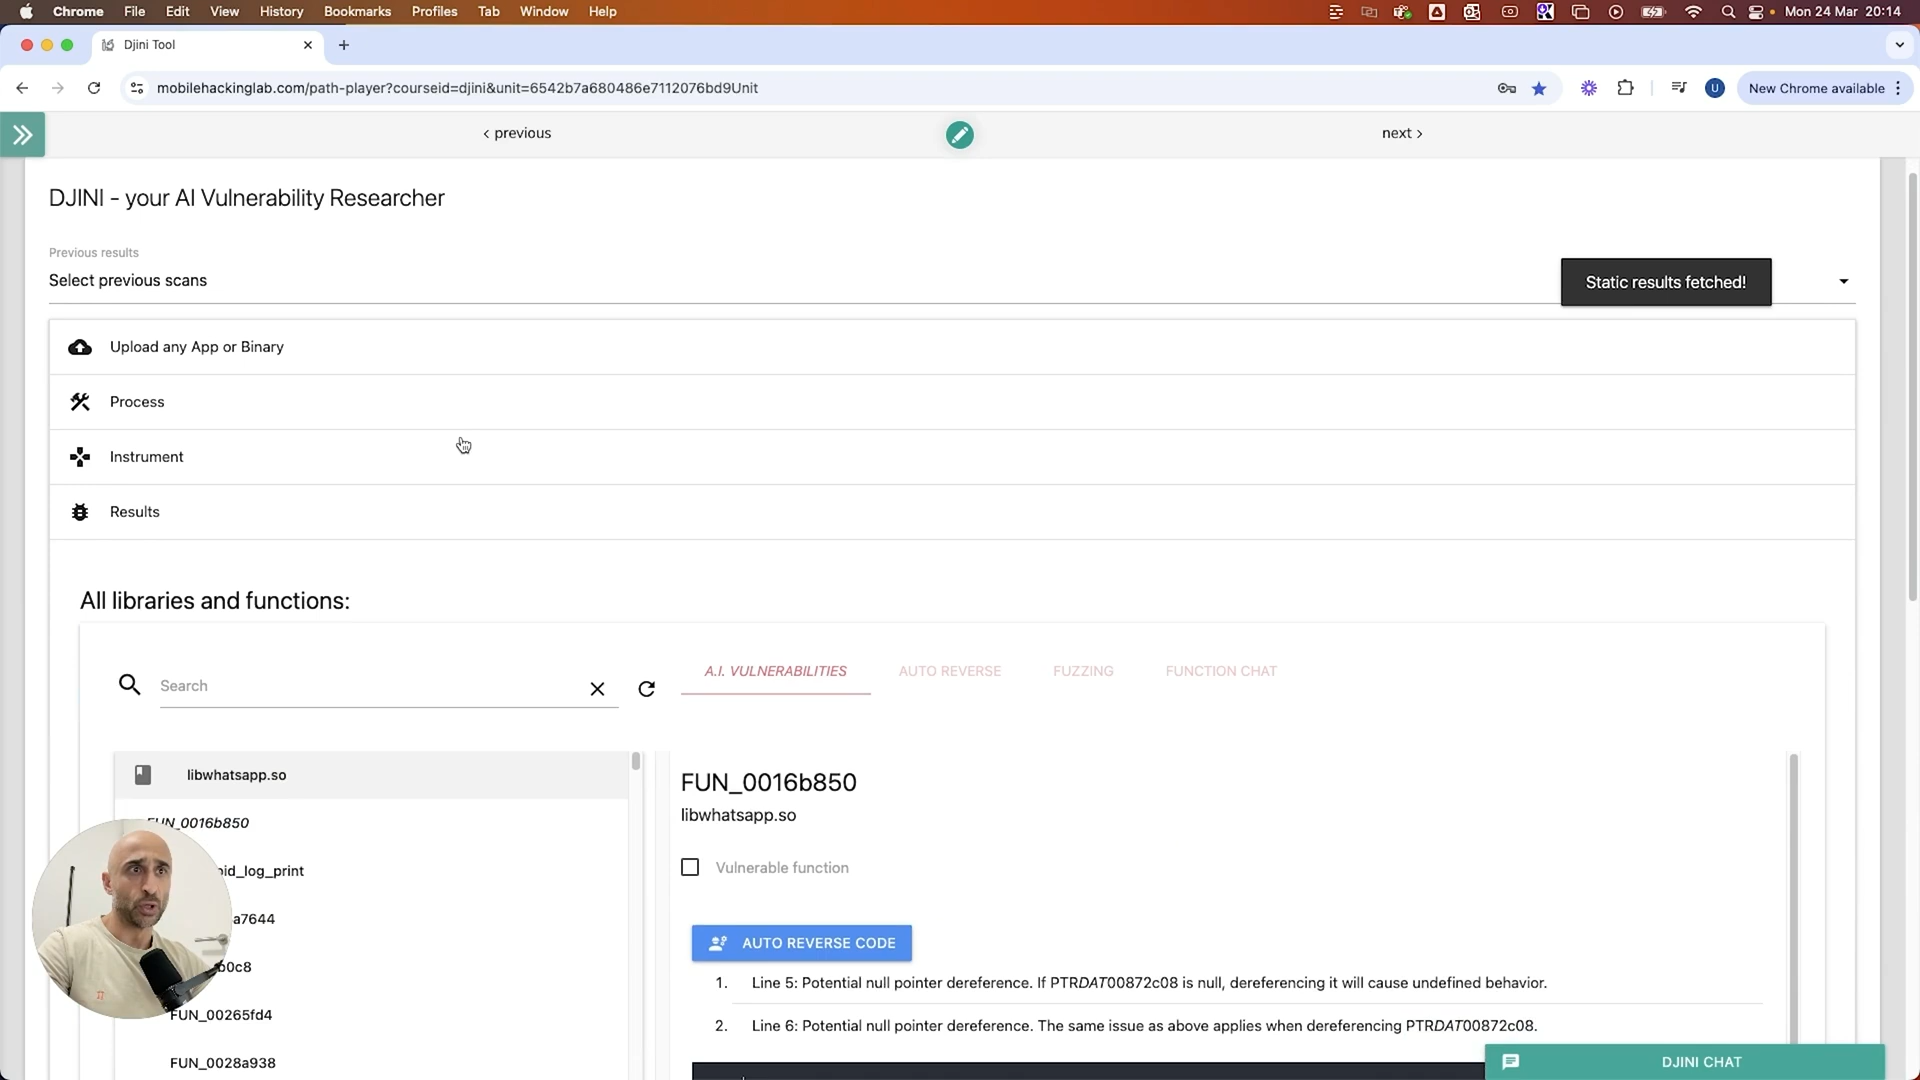 Chrome File Edit View History Bookmarks Profiles Tab Window Help Mon 24 Mar 20:14
Djini Tool
mobilehackinglab.com/path-player?courseid=djini&unit=6542b7a680486e7112076bd9Unit U New Chrome available
< previous next >
DJINI - your AI Vulnerability Researcher
Previous results
Select previous scans
Static results fetched!
Upload any App or Binary
Process
Instrument
Results
All libraries and functions:
Search
A.I. VULNERABILITIES AUTO REVERSE FUZZING FUNCTION CHAT
libwhatsapp.so
FUN_0016b850
oid_log_print
a7644
b0c8
FUN_00265fd4
FUN_0028a938
FUN_0016b850
libwhatsapp.so
Vulnerable function
AUTO REVERSE CODE
1. Line 5: Potential null pointer dereference. If PTRDAT00872c08 is null, dereferencing it will cause undefined behavior.
2. Line 6: Potential null pointer dereference. The same issue as above applies when dereferencing PTRDAT00872c08.
DJINI CHAT